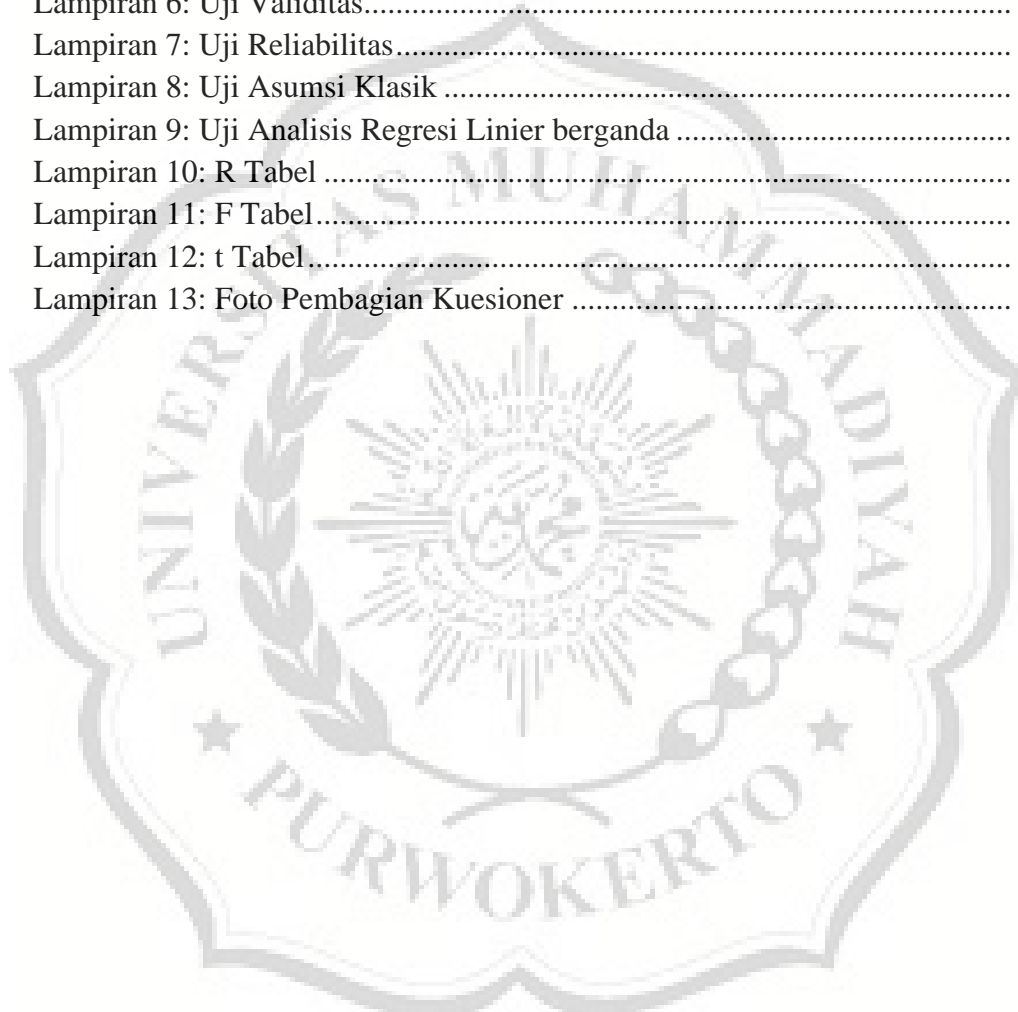 Lampiran 6: Uji Validitas....................................................................................
Lampiran 7: Uji Reliabilitas................................................................................
Lampiran 8: Uji Asumsi Klasik ..........................................................................
Lampiran 9: Uji Analisis Regresi Linier berganda ..............................................
Lampiran 10: R Tabel .........................................................................................
Lampiran 11: F Tabel..........................................................................................
Lampiran 12: t Tabel...........................................................................................
Lampiran 13: Foto Pembagian Kuesioner ..........................................................
UNIVERSITAS MUHAMMADIYAH
PURWOKERTO